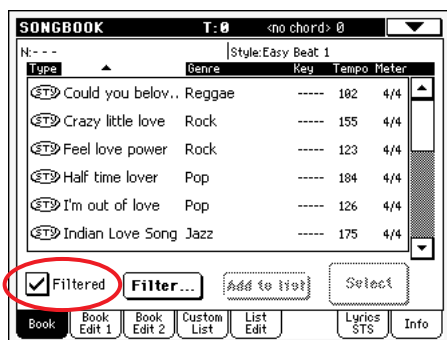 SONGBOOK T:0 <no chord> 0
N:--- Style:Easy Beat 1
Type Genre Key Tempo Meter
STY Could you belov.. Reggae ----- 102 4/4
STY Crazy little love Rock ----- 155 4/4
STY Feel love power Rock ----- 123 4/4
STY Half time lover Pop ----- 184 4/4
STY I'm out of love Pop ----- 126 4/4
STY Indian Love Song Jazz ----- 175 4/4
Filtered Filter... Add to list Select
Book Book Edit 1 Book Edit 2 Custom List List Edit Lyrics STS Info